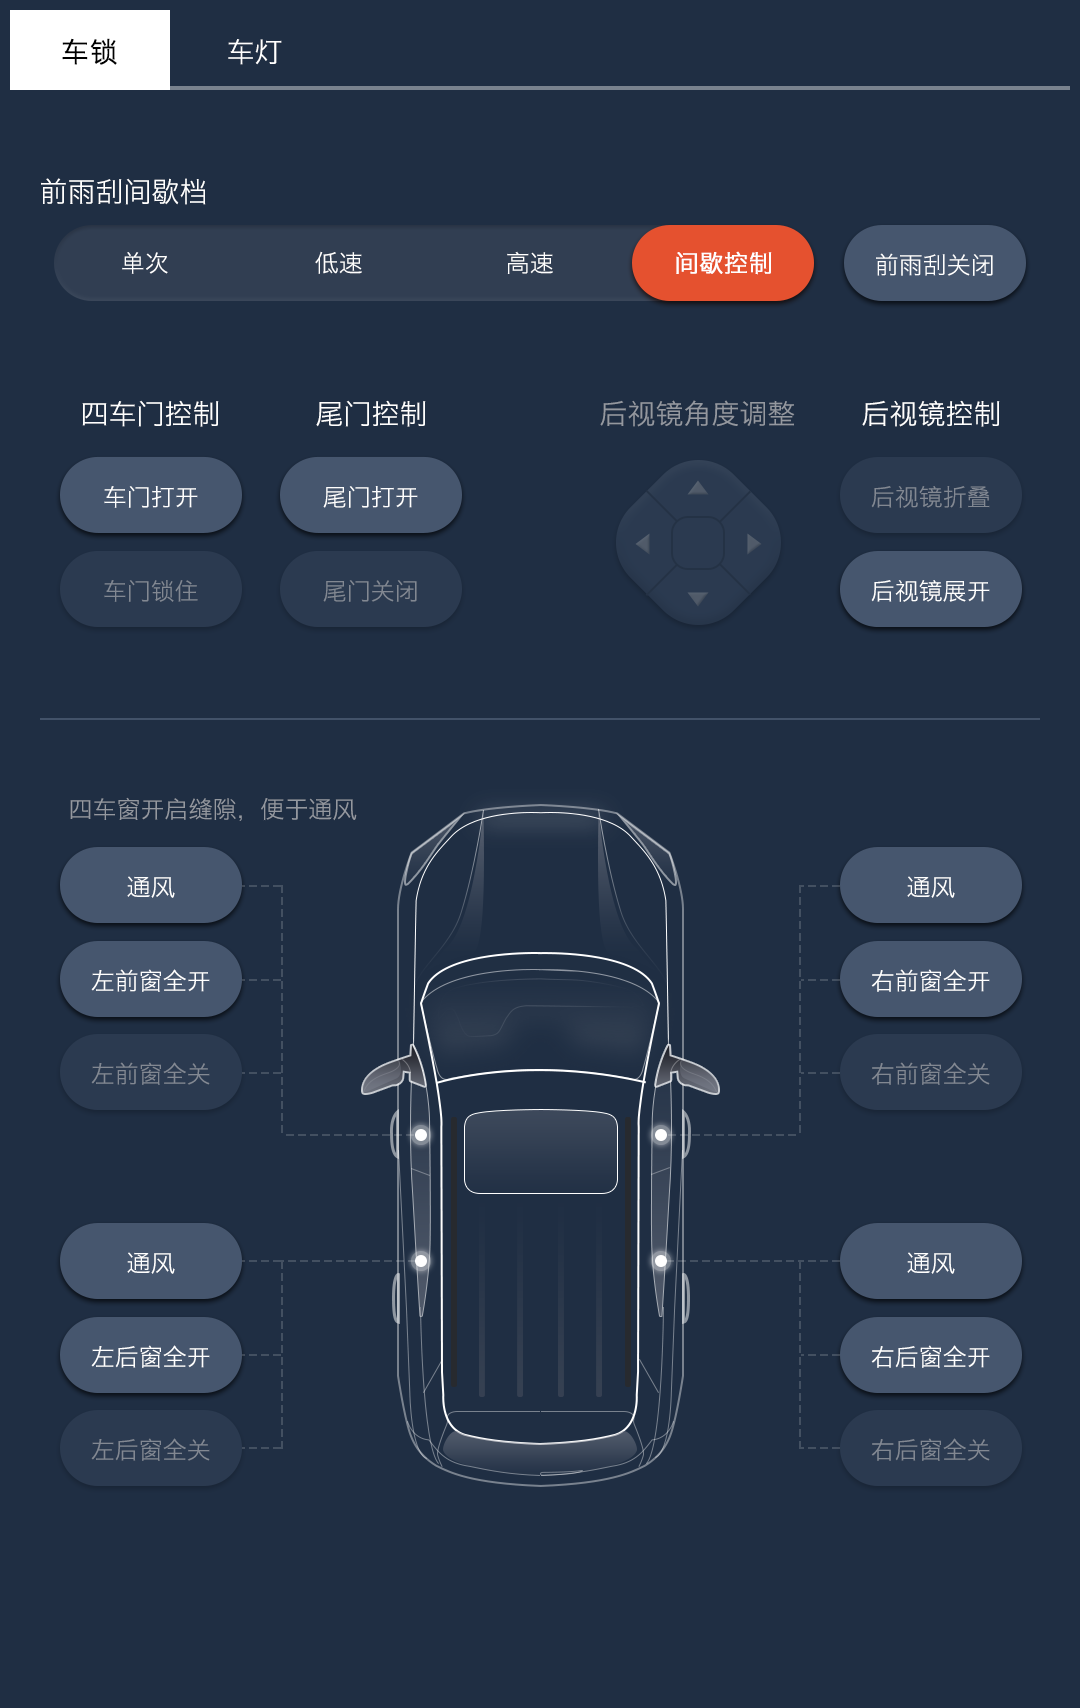 车锁
车灯
前雨刮间歇档
单次
低速
高速
间歇控制
前雨刮关闭
四车门控制
尾门控制
后视镜角度调整
后视镜控制
车门打开
尾门打开
后视镜折叠
车门锁住
尾门关闭
后视镜展开
四车窗开启缝隙，便于通风
通风
通风
左前窗全开
右前窗全开
左前窗全关
右前窗全关
通风
通风
左后窗全开
右后窗全开
左后窗全关
右后窗全关